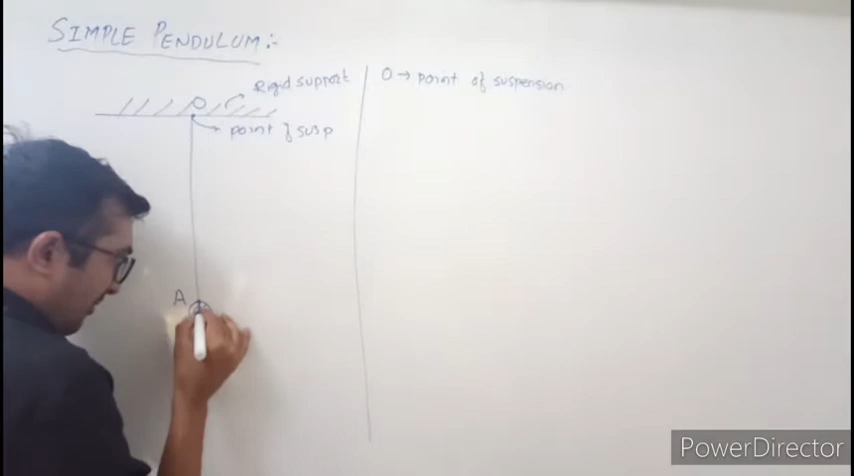 SIMPLE PENDULUM :-
Rigid support
O
point of susp
A
O → point of suspension
PowerDirector